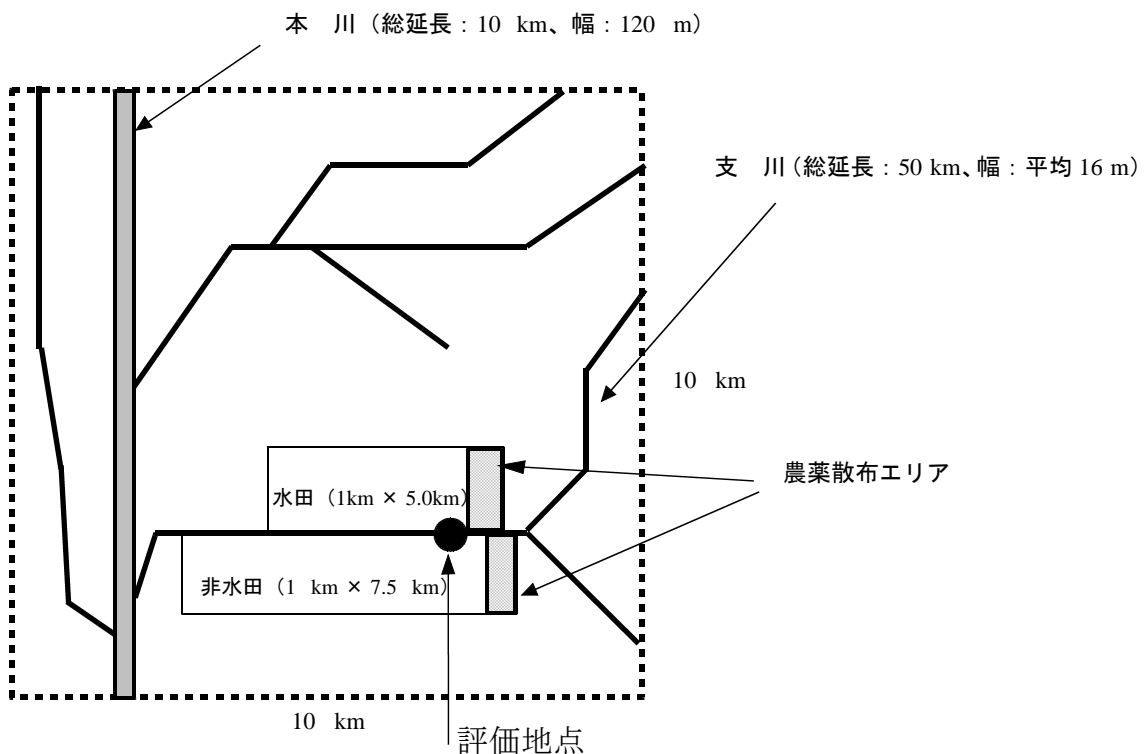 本 川（総延長：10 km、幅：120 m）
支 川（総延長：50 km、幅：平均 16 m）
10 km
農薬散布エリア
水田（1km × 5.0km）
非水田（1 km × 7.5 km）
10 km
評価地点